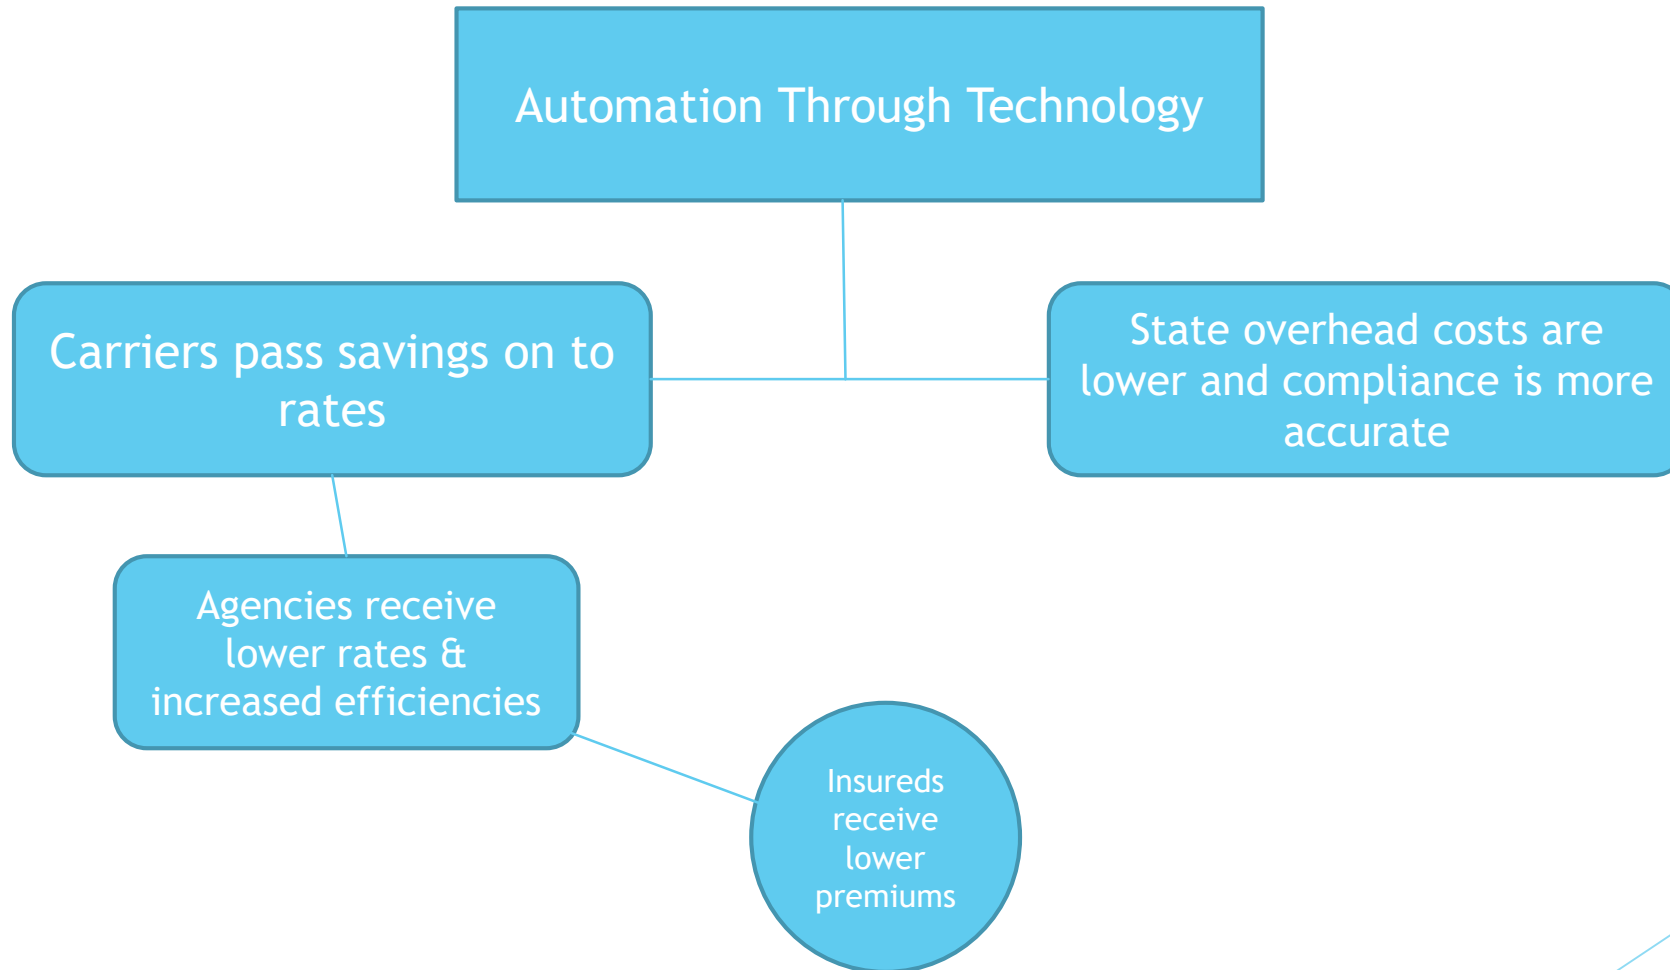 Automation Through Technology
Carriers pass savings on to
rates
State overhead costs are
lower and compliance is more
accurate
Agencies receive
lower rates &
increased efficiencies
Insureds
receive
lower
premiums